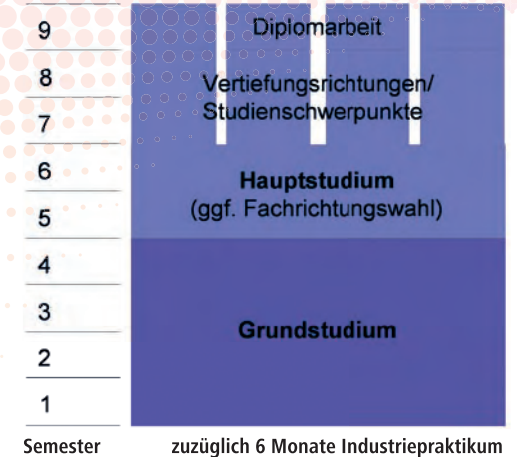 9 Diplomarbeit
8 Vertiefungsrichtungen/
7 Studienschwerpunkte
6 Hauptstudium
5 (ggf. Fachrichtungswahl)
4
3 Grundstudium
2
1
Semester zuzüglich 6 Monate Industriepraktikum